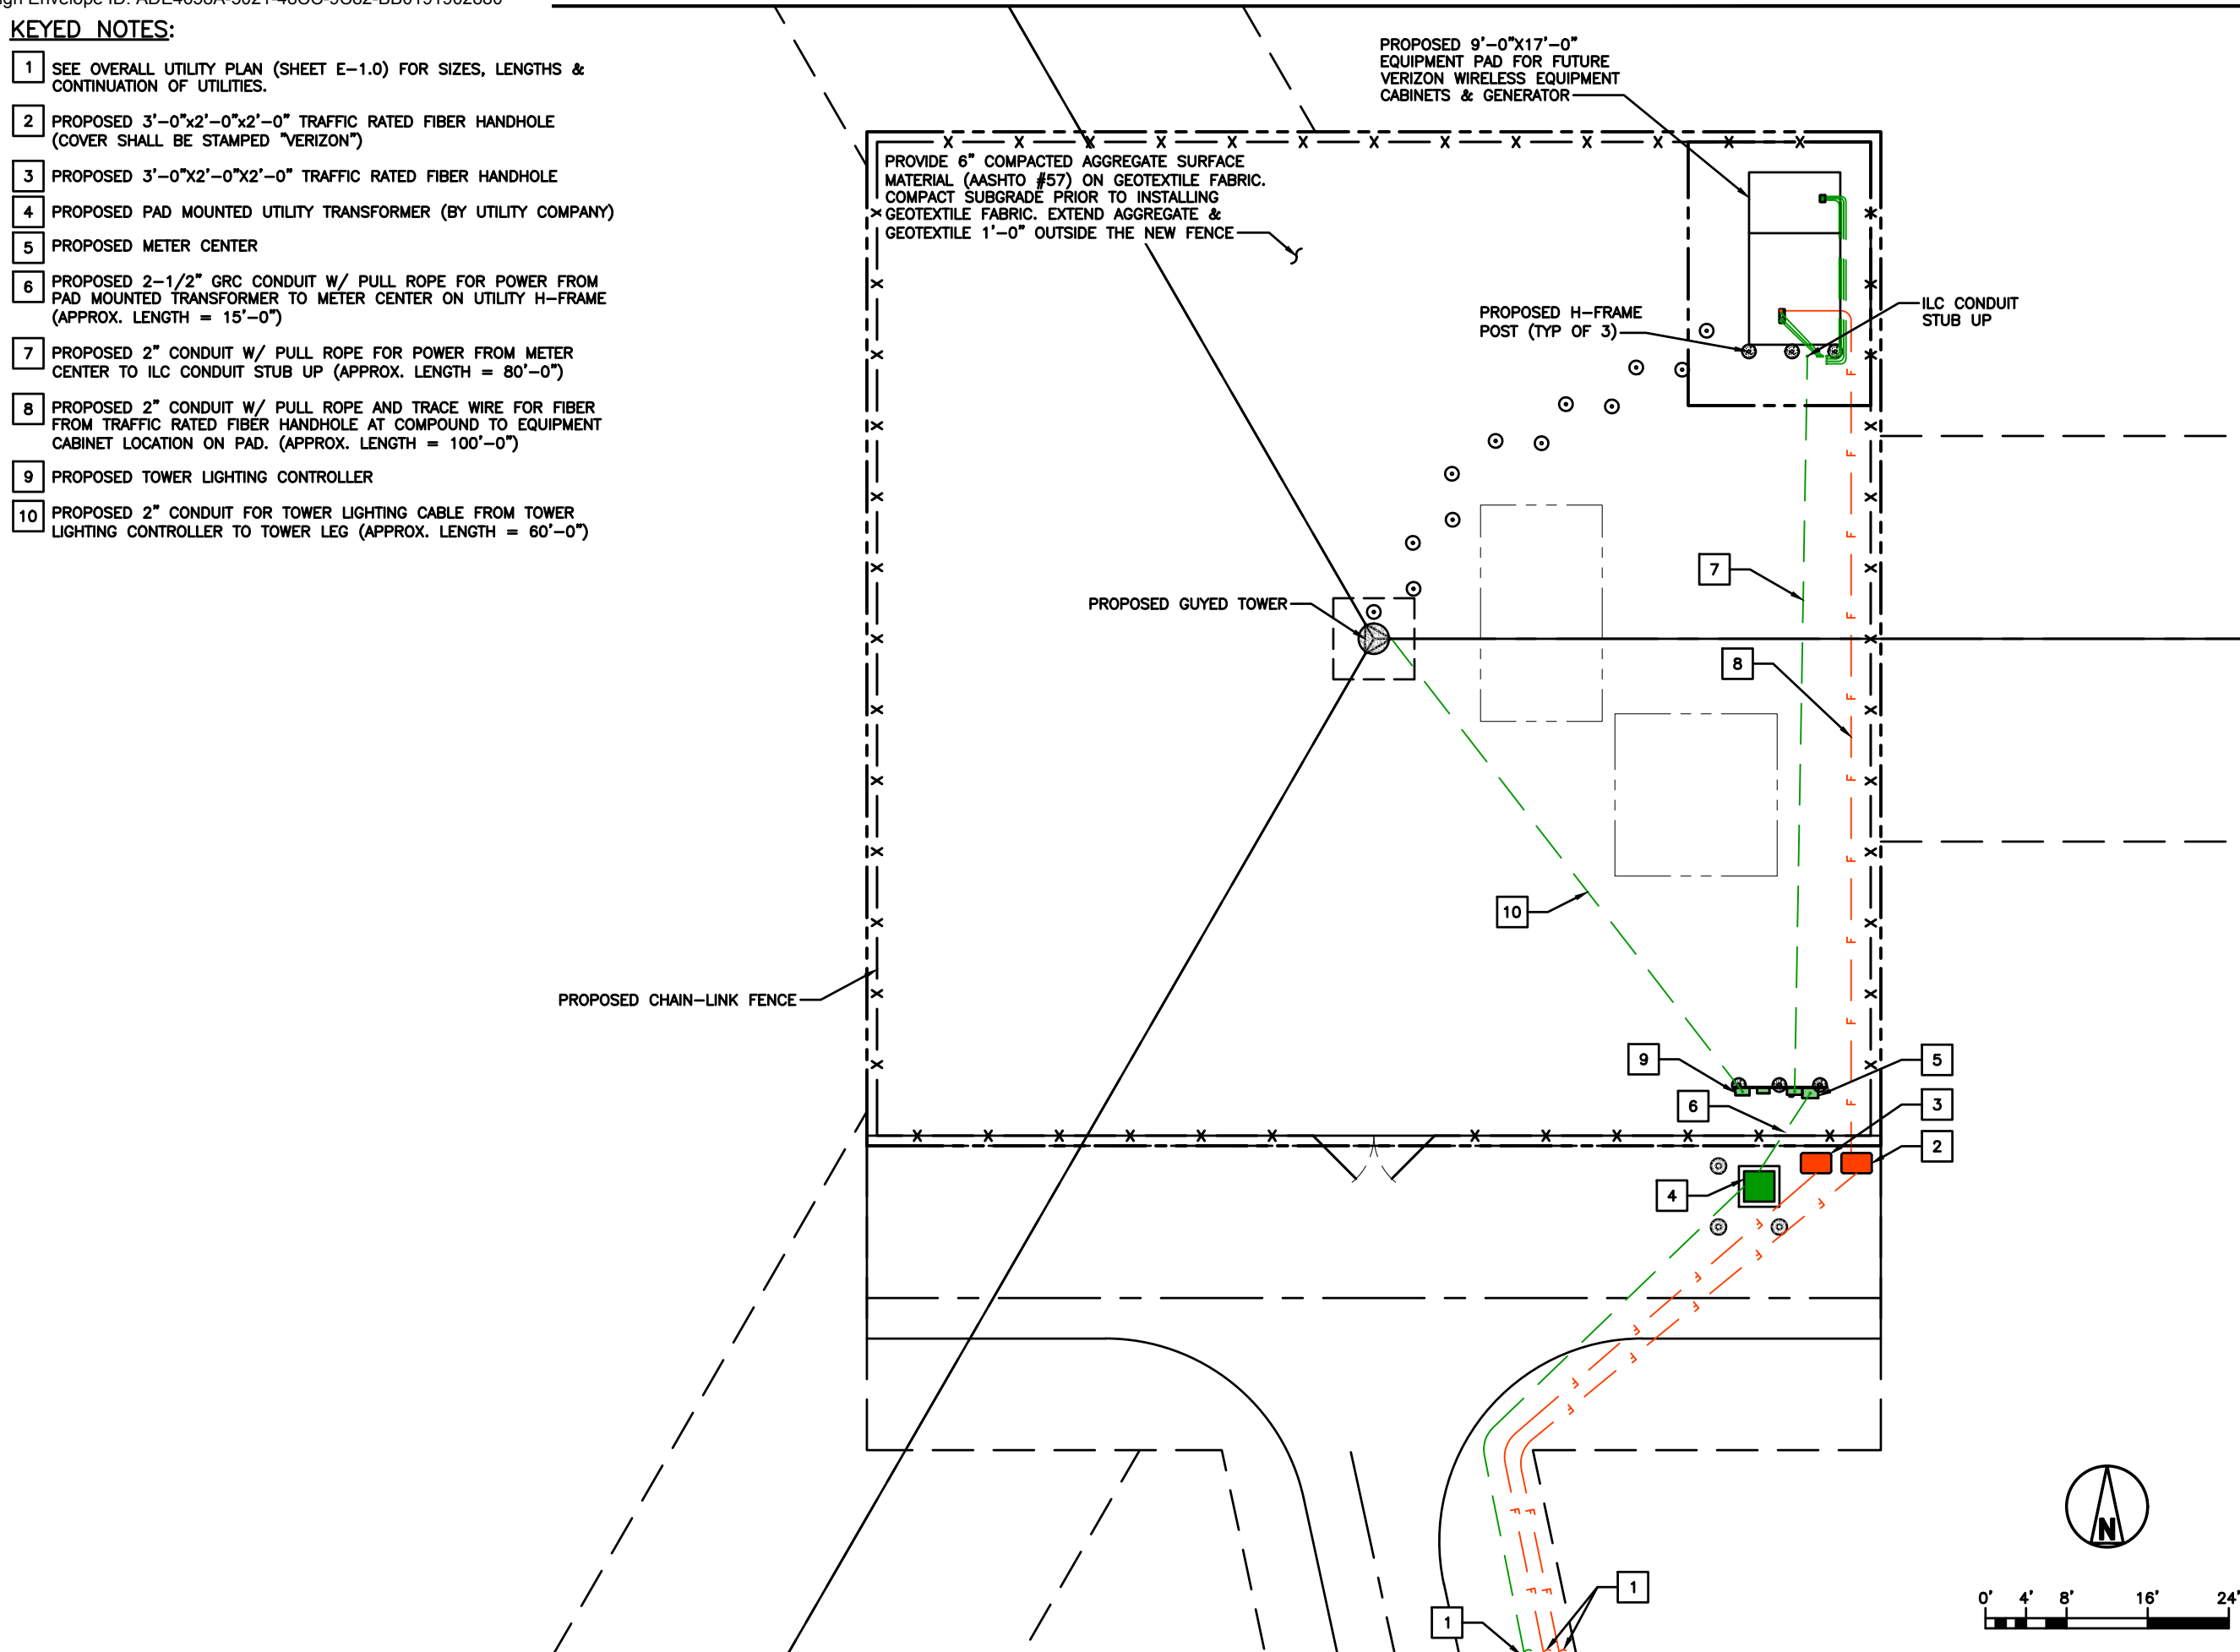 ign Envelope ID: ADE4658A-5021-48CC-9C82-BB0191902880
KEYED NOTES:
1 SEE OVERALL UTILITY PLAN (SHEET E-1.0) FOR SIZES, LENGTHS &
CONTINUATION OF UTILITIES.
2 PROPOSED 3'-0"x2'-0"x2'-0" TRAFFIC RATED FIBER HANDHOLE
(COVER SHALL BE STAMPED "VERIZON")
3 PROPOSED 3'-0"X2'-0"X2'-0" TRAFFIC RATED FIBER HANDHOLE
4 PROPOSED PAD MOUNTED UTILITY TRANSFORMER (BY UTILITY COMPANY)
5 PROPOSED METER CENTER
6 PROPOSED 2-1/2" GRC CONDUIT W/ PULL ROPE FOR POWER FROM
PAD MOUNTED TRANSFORMER TO METER CENTER ON UTILITY H-FRAME
(APPROX. LENGTH = 15'-0")
7 PROPOSED 2" CONDUIT W/ PULL ROPE FOR POWER FROM METER
CENTER TO ILC CONDUIT STUB UP (APPROX. LENGTH = 80'-0")
8 PROPOSED 2" CONDUIT W/ PULL ROPE AND TRACE WIRE FOR FIBER
FROM TRAFFIC RATED FIBER HANDHOLE AT COMPOUND TO EQUIPMENT
CABINET LOCATION ON PAD. (APPROX. LENGTH = 100'-0")
9 PROPOSED TOWER LIGHTING CONTROLLER
10 PROPOSED 2" CONDUIT FOR TOWER LIGHTING CABLE FROM TOWER
LIGHTING CONTROLLER TO TOWER LEG (APPROX. LENGTH = 60'-0")
PROPOSED 9'-0"X17'-0"
EQUIPMENT PAD FOR FUTURE
VERIZON WIRELESS EQUIPMENT
CABINETS & GENERATOR
PROVIDE 6" COMPACTED AGGREGATE SURFACE
MATERIAL (AASHTO #57) ON GEOTEXTILE FABRIC.
COMPACT SUBGRADE PRIOR TO INSTALLING
GEOTEXTILE FABRIC. EXTEND AGGREGATE &
GEOTEXTILE 1'-0" OUTSIDE THE NEW FENCE
PROPOSED H-FRAME
POST (TYP OF 3)
ILC CONDUIT
STUB UP
7
PROPOSED GUYED TOWER
8
10
PROPOSED CHAIN-LINK FENCE
9
5
6
3
2
4
1
1
N
0' 4' 8' 16' 24'